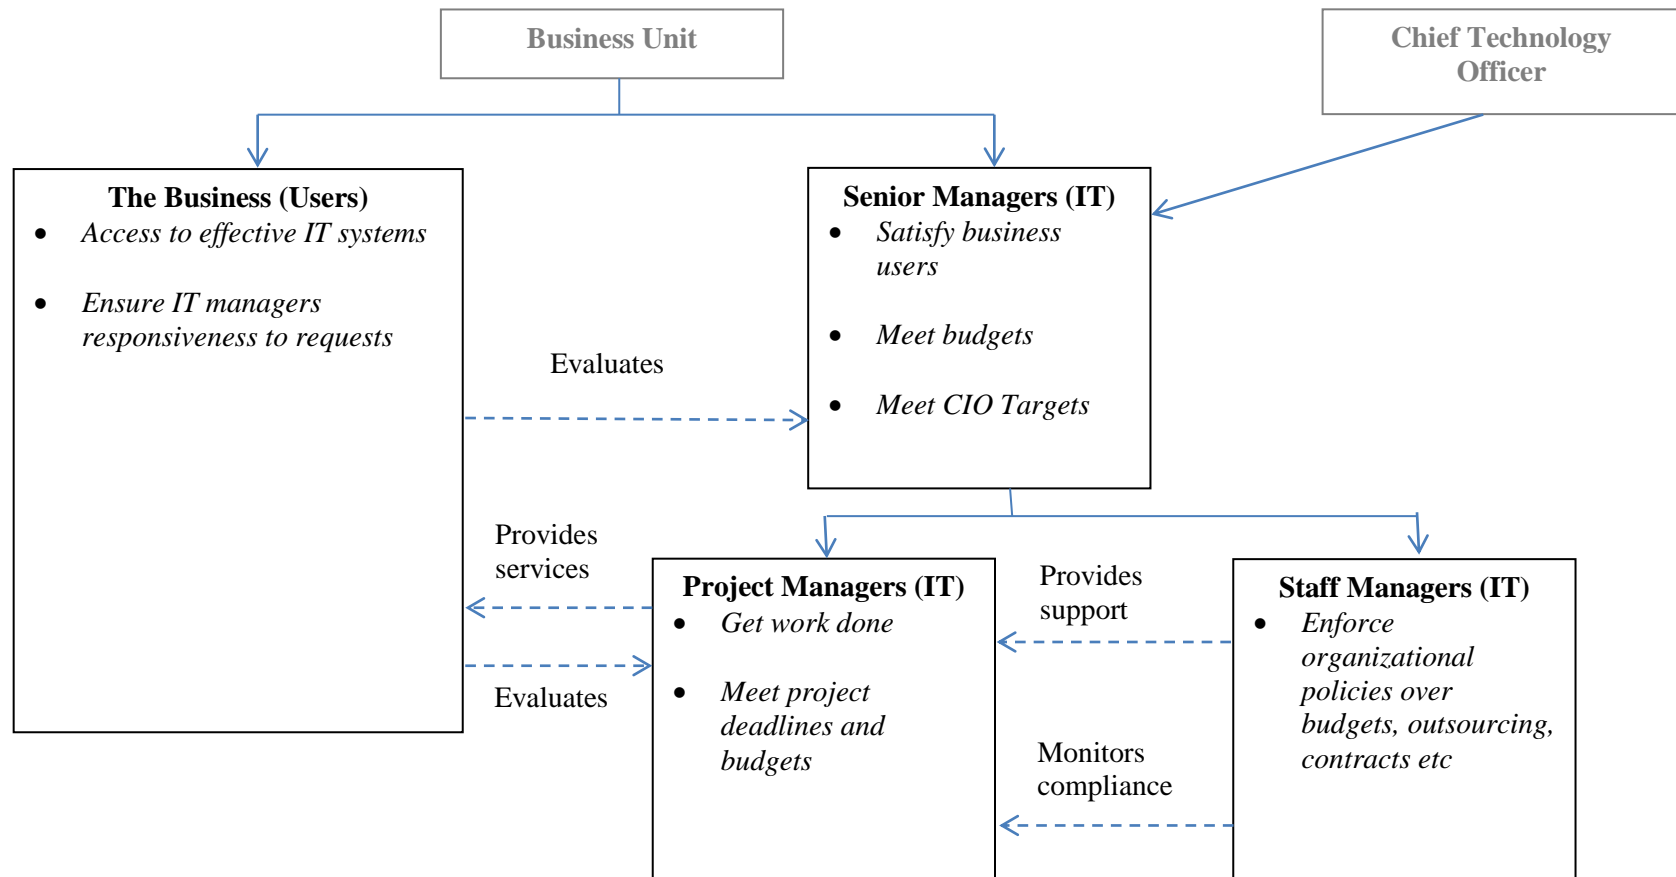 Business Unit
Chief Technology
Officer
The Business (Users)
• Access to effective IT systems
• Ensure IT managers
responsiveness to requests
Evaluates
Senior Managers (IT)
• Satisfy business
users
• Meet budgets
• Meet CIO Targets
Provides
services
Evaluates
Project Managers (IT)
• Get work done
• Meet project
deadlines and
budgets
Provides
support
Monitors
compliance
Staff Managers (IT)
• Enforce
organizational
policies over
budgets, outsourcing,
contracts etc